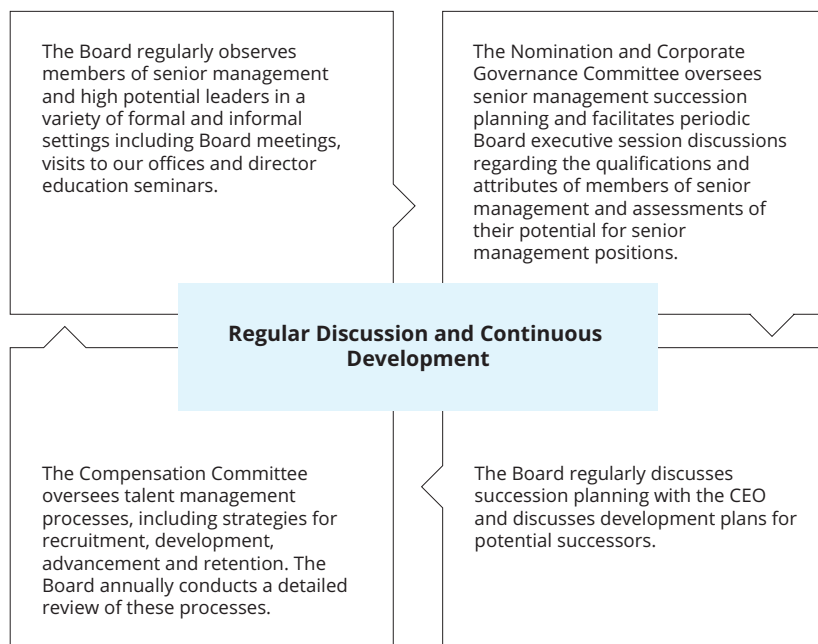 The Board regularly observes
members of senior management
and high potential leaders in a
variety of formal and informal
settings including Board meetings,
visits to our offices and director
education seminars.
The Nomination and Corporate
Governance Committee oversees
senior management succession
planning and facilitates periodic
Board executive session discussions
regarding the qualifications and
attributes of members of senior
management and assessments of
their potential for senior
management positions.
Regular Discussion and Continuous
Development
The Compensation Committee
oversees talent management
processes, including strategies for
recruitment, development,
advancement and retention. The
Board annually conducts a detailed
review of these processes.
The Board regularly discusses
succession planning with the CEO
and discusses development plans for
potential successors.